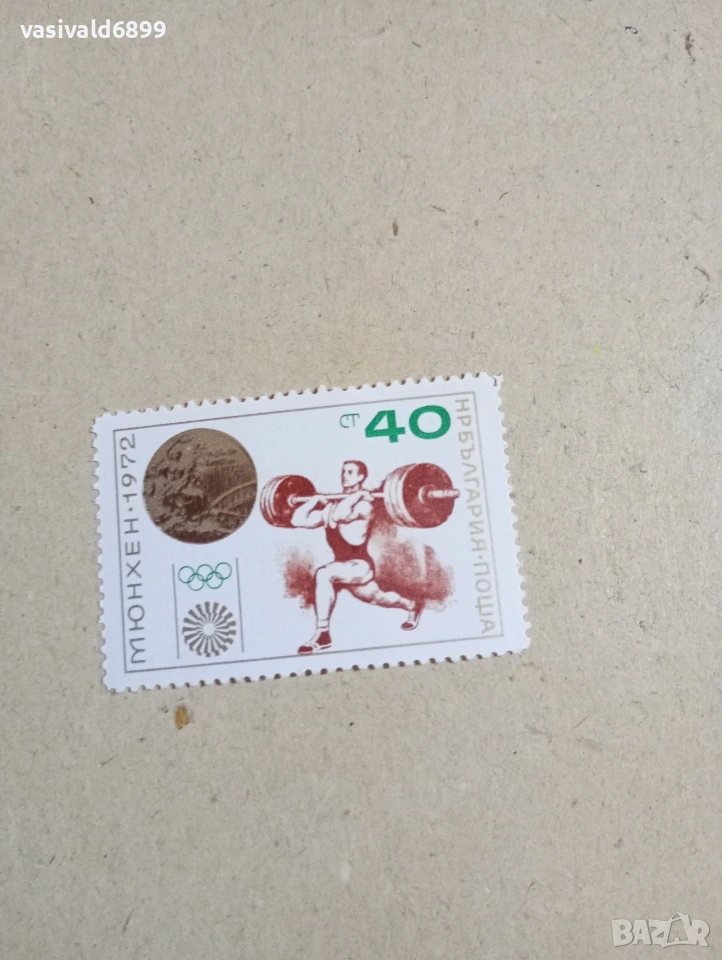 vasivald6899
МЮНХЕН·1972
СТ 40
НРБЪЛГАРИЯ·ПОЩА
BAZAR